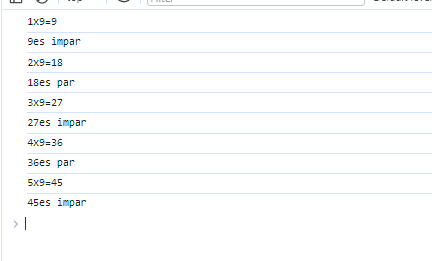 1x9=9
9es impar
2x9=18
18es par
3x9=27
27es impar
4x9=36
36es par
5x9=45
45es impar